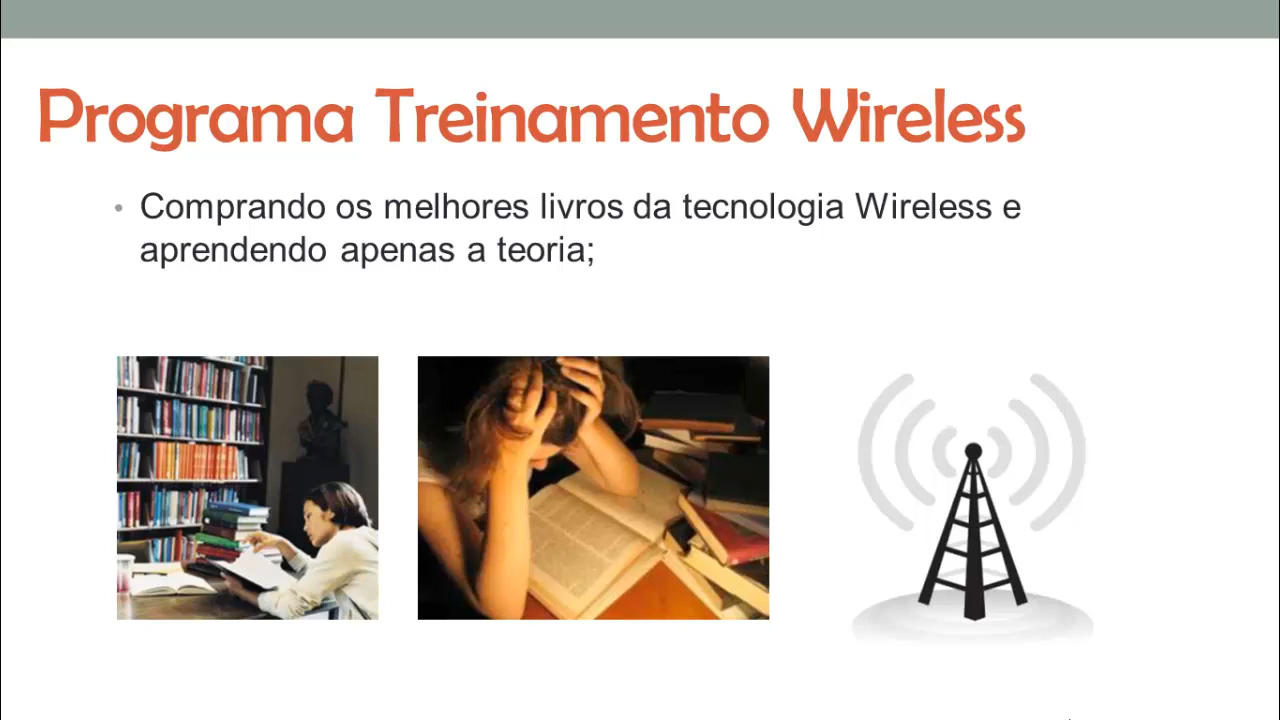 Programa Treinamento Wireless
• Comprando os melhores livros da tecnologia Wireless e
aprendendo apenas a teoria;